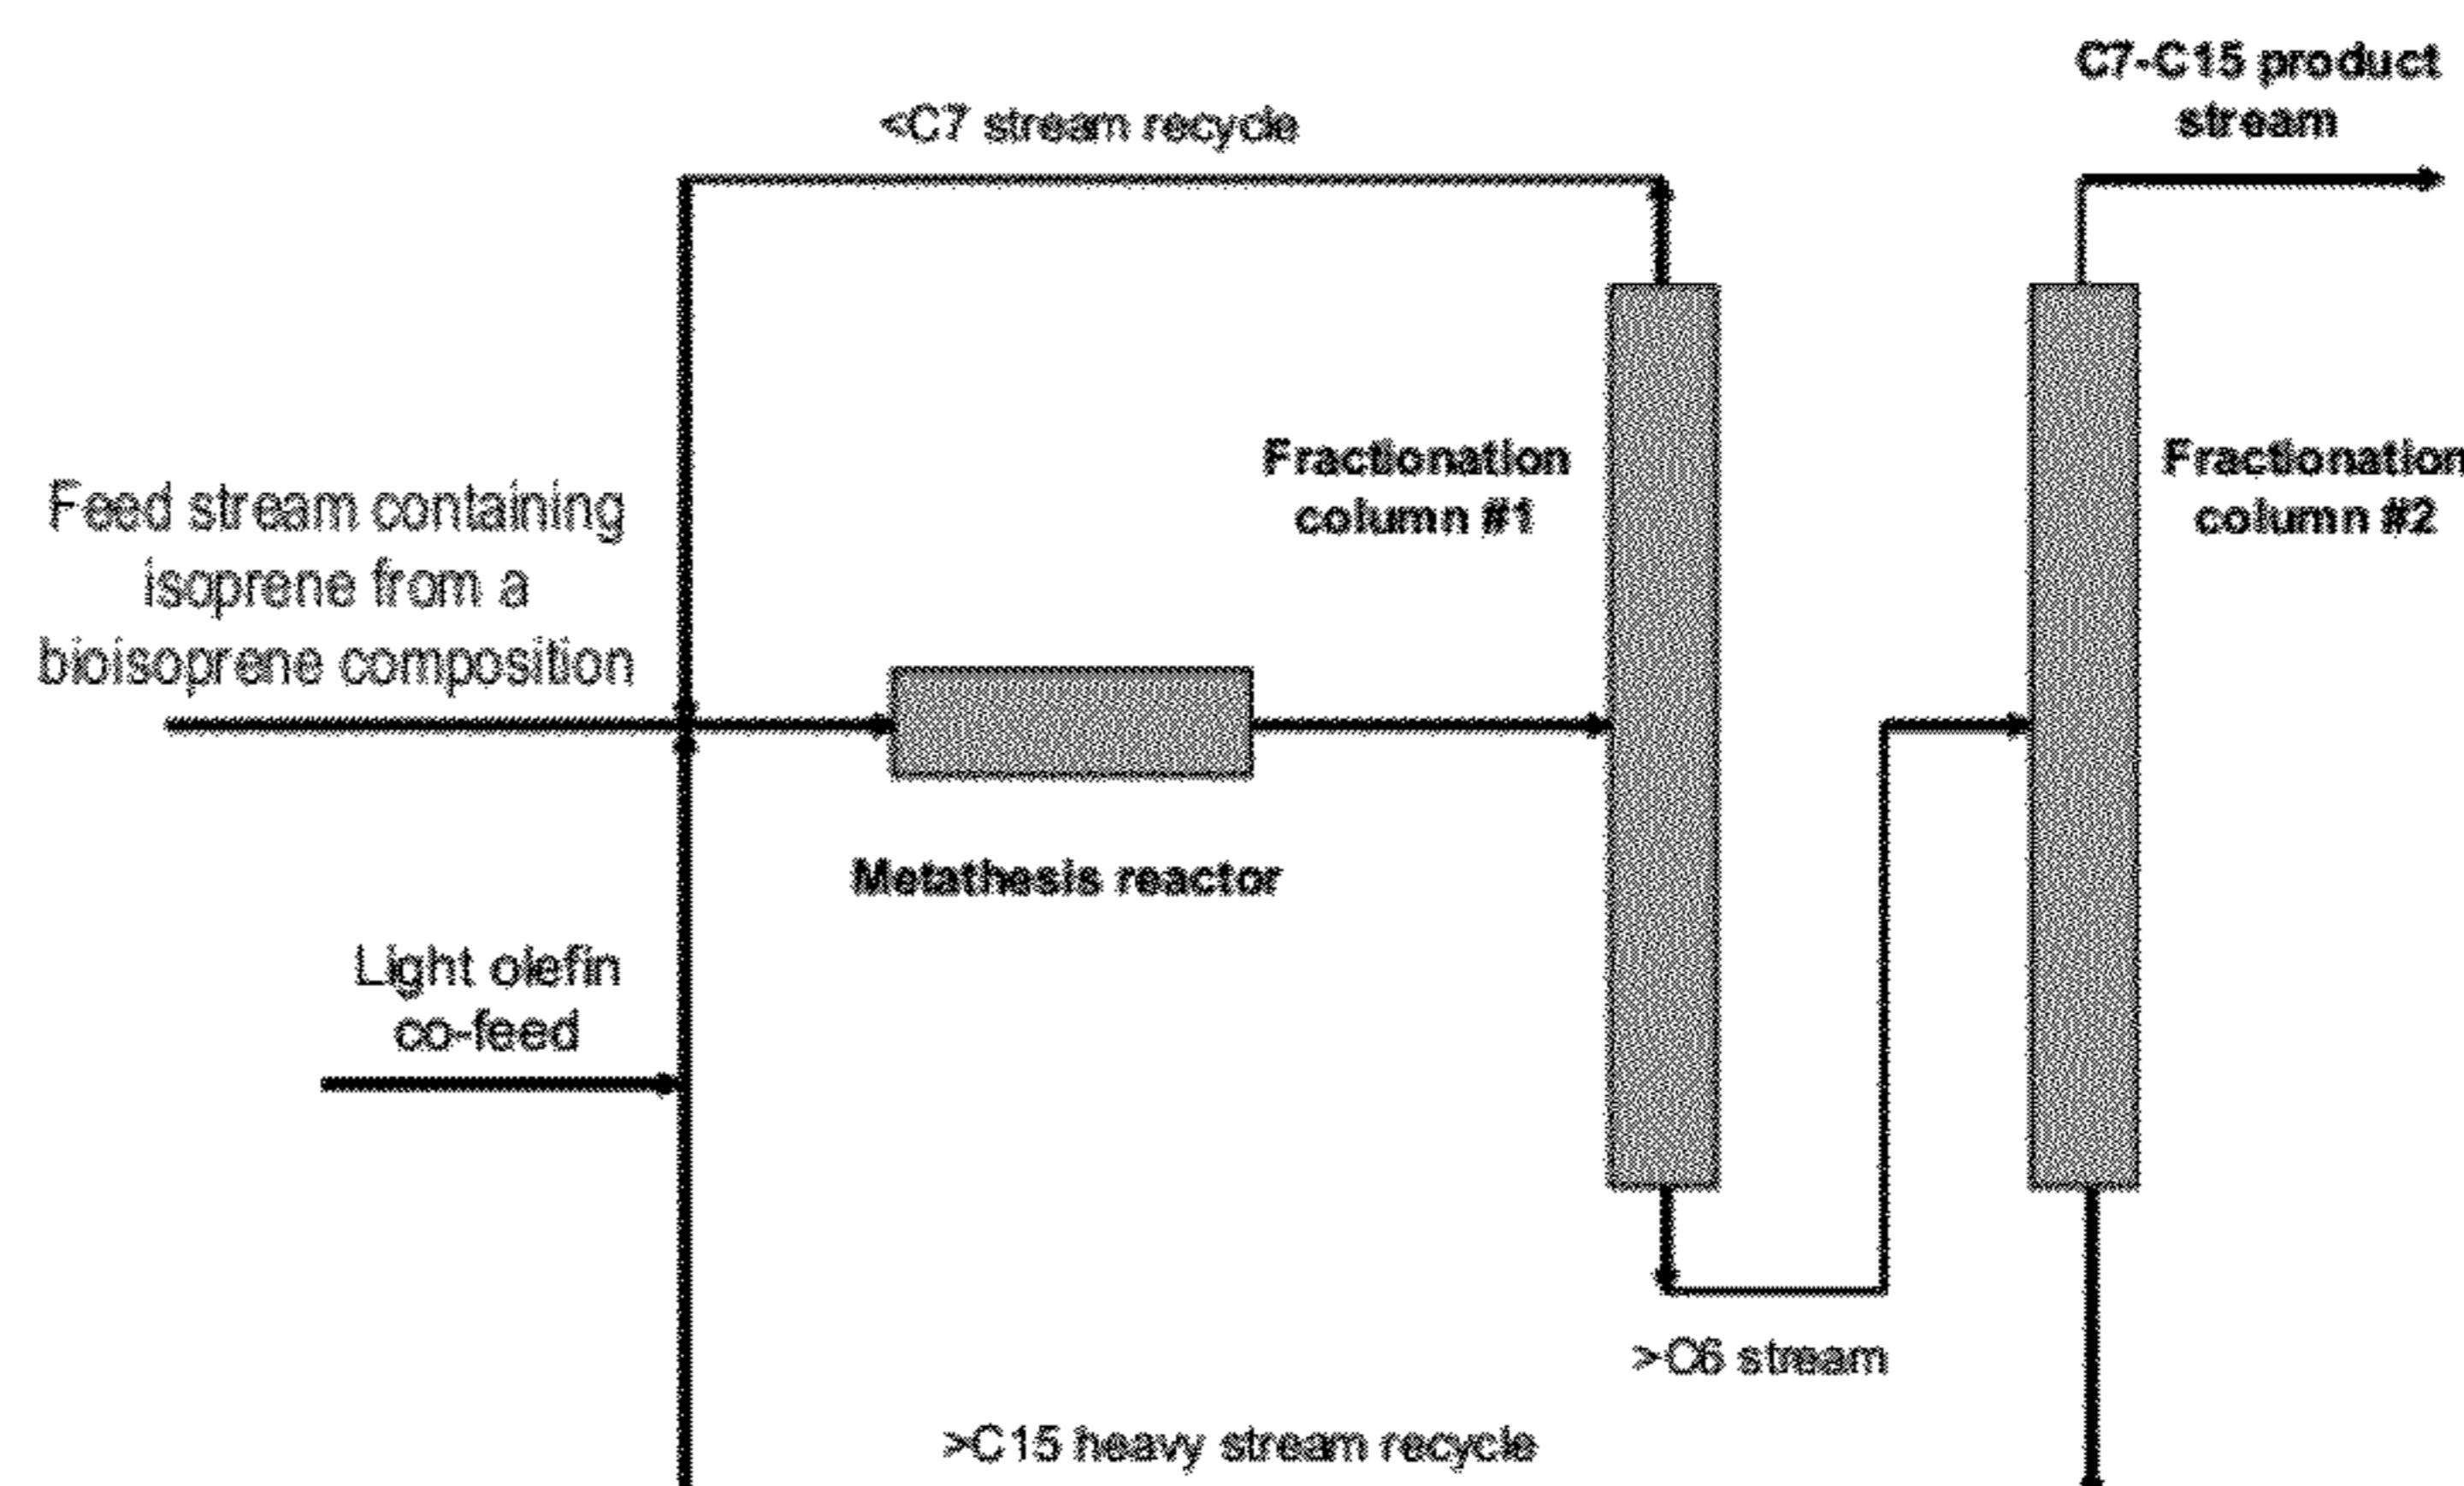 C7-C15 product
stream
<C7 stream recycle
Fractionation
column #1
Fractionation
column #2
Feed stream containing
isoprene from a
bioisoprene composition
Metathesis reactor
Light olefin
co-feed
>C6 stream
>C15 heavy stream recycle